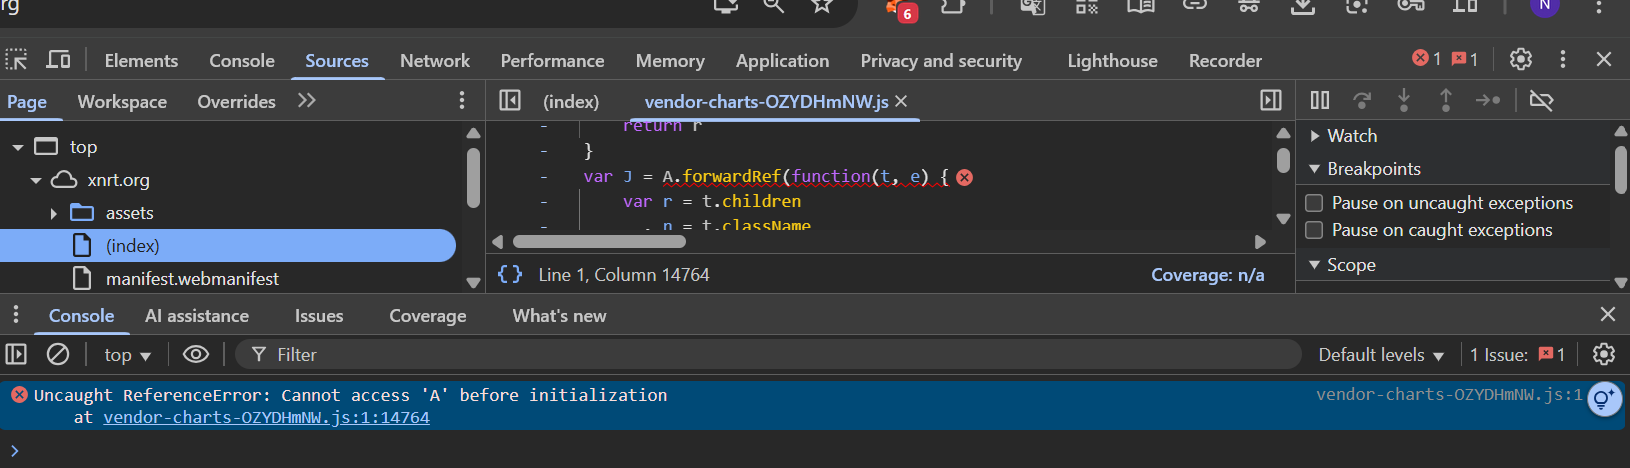 rg
6
N
Elements Console Sources Network Performance Memory Application Privacy and security Lighthouse Recorder 1 1
Page Workspace Overrides
(index) vendor-charts-OZYDHmNW.js
top
xnrt.org
assets
(index)
manifest.webmanifest
- return r
- }
- var J = A.forwardRef(function(t, e) {
- var r = t.children
- , n = t.className
{} Line 1, Column 14764 Coverage: n/a
Watch
Breakpoints
Pause on uncaught exceptions
Pause on caught exceptions
Scope
Console AI assistance Issues Coverage What's new
top Filter Default levels 1 Issue: 1
Uncaught ReferenceError: Cannot access 'A' before initialization vendor-charts-OZYDHmNW.js:1
at vendor-charts-OZYDHmNW.js:1:14764